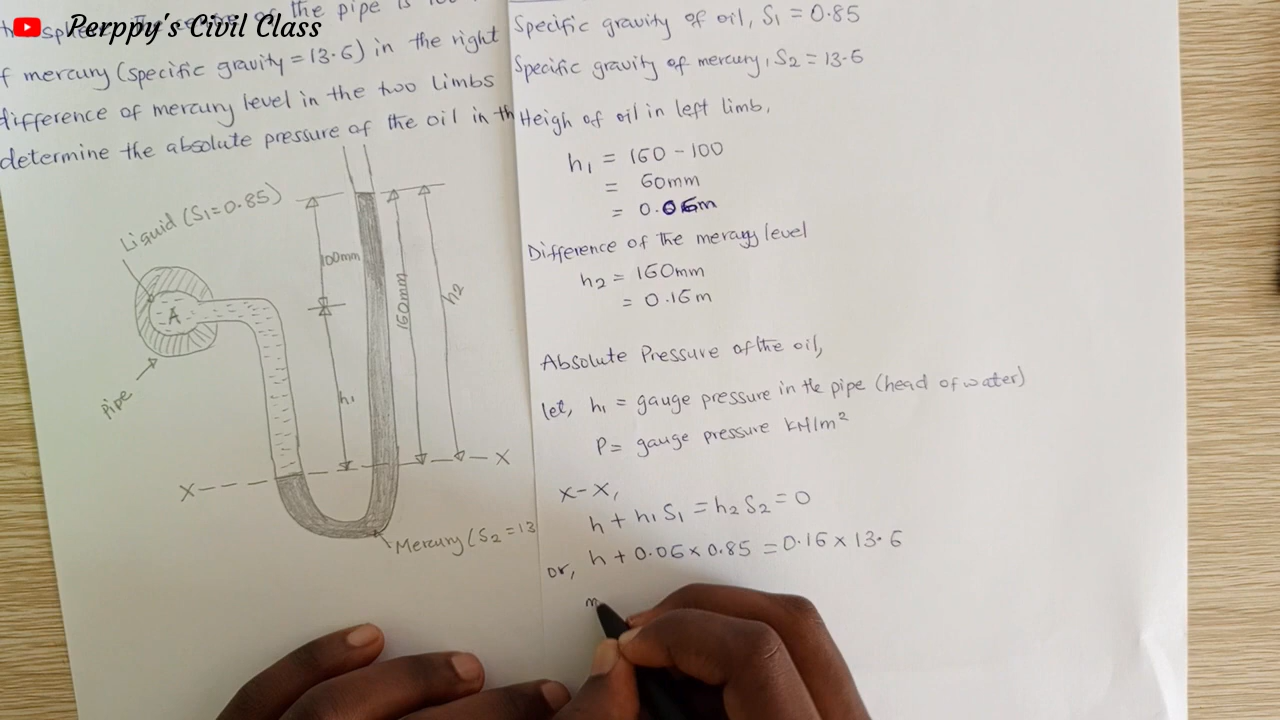 Perppy's Civil Class
the pipe is
f mercury (specific gravity = 13.6) in the right
difference of mercury level in the two limbs
determine the absolute pressure of the oil in th
Liquid (S1=0.85)
100mm
160mm
h2
A
h1
pipe
X
X
Mercury (S2 = 13
Specific gravity of oil, S1 = 0.85
Specific gravity of mercury, S2 = 13.6
Heigh of oil in left limb,
h1 = 160 - 100
= 60mm
= 0.06m
Difference of the mercury level
h2 = 160mm
= 0.16m
Absolute Pressure of the oil,
let, h1 = gauge pressure in the pipe (head of water)
P = gauge pressure kN/m²
X-X,
h + h1 S1 = h2 S2 = 0
or, h + 0.06 x 0.85 = 0.16 x 13.6